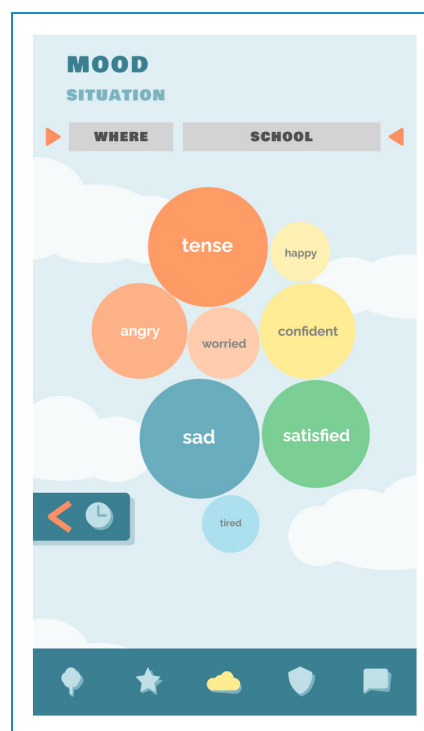 MOOD
SITUATION
WHERE SCHOOL
tense
happy
angry
worried
confident
sad
satisfied
tired